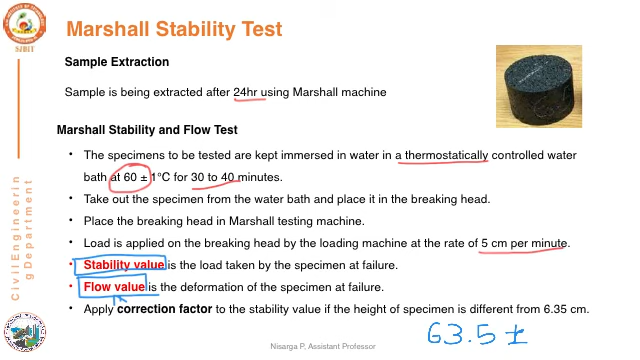 Marshall Stability Test
SJBIT
Sample Extraction
Sample is being extracted after 24hr using Marshall machine
Marshall Stability and Flow Test
• The specimens to be tested are kept immersed in water in a thermostatically controlled water
bath at 60 ± 1°C for 30 to 40 minutes.
• Take out the specimen from the water bath and place it in the breaking head.
• Place the breaking head in Marshall testing machine.
• Load is applied on the breaking head by the loading machine at the rate of 5 cm per minute.
• Stability value is the load taken by the specimen at failure.
• Flow value is the deformation of the specimen at failure.
• Apply correction factor to the stability value if the height of specimen is different from 6.35 cm.
63.5 ±
Civil Engineerin
g Department
Nisarga P, Assistant Professor